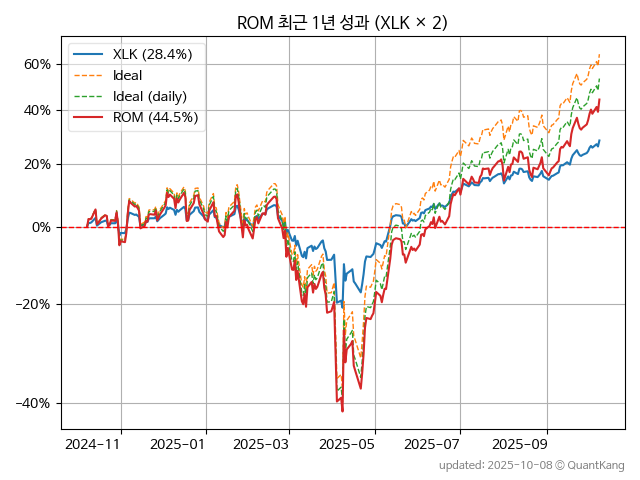 ROM 최근 1년 성과 (XLK × 2)
XLK (28.4%)
Ideal
Ideal (daily)
ROM (44.5%)
60%
40%
20%
0%
−20%
−40%
2024-11
2025-01
2025-03
2025-05
2025-07
2025-09
updated: 2025-10-08 © QuantKang